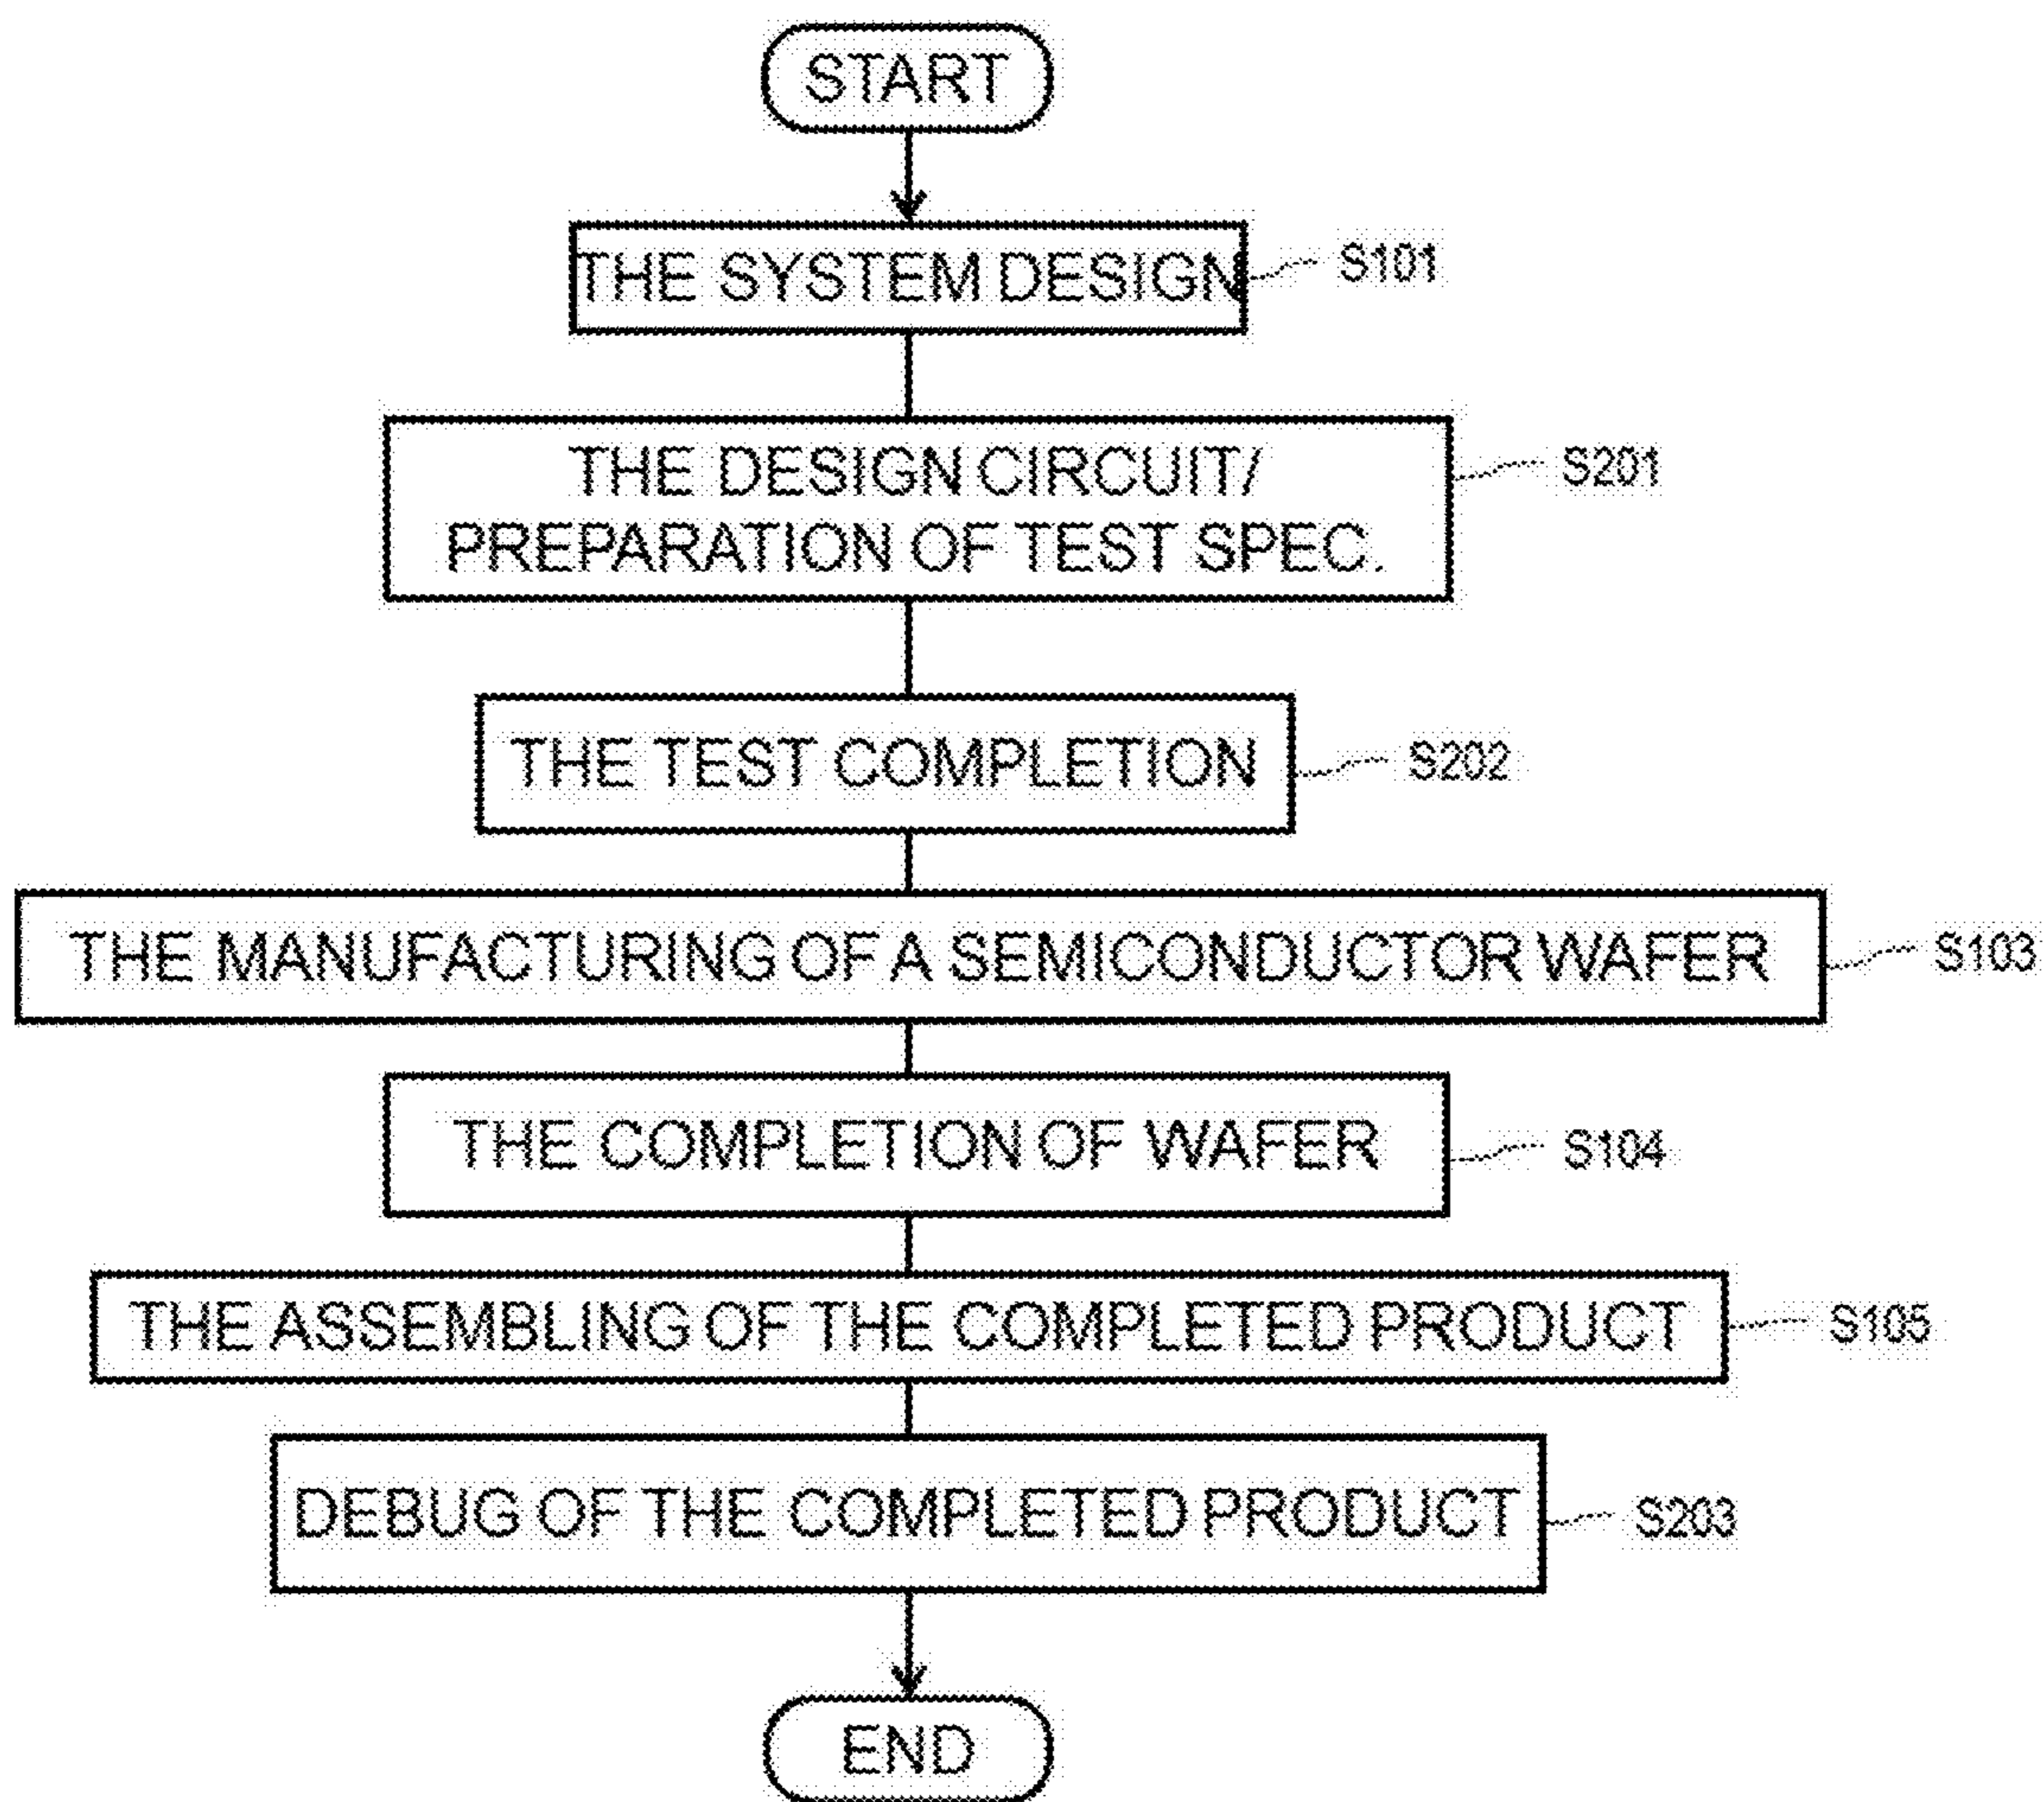 START
THE SYSTEM DESIGN
S101
THE DESIGN CIRCUIT/
PREPARATION OF TEST SPEC.
S201
THE TEST COMPLETION
S202
THE MANUFACTURING OF A SEMICONDUCTOR WAFER
S103
THE COMPLETION OF WAFER
S104
THE ASSEMBLING OF THE COMPLETED PRODUCT
S105
DEBUG OF THE COMPLETED PRODUCT
S203
END